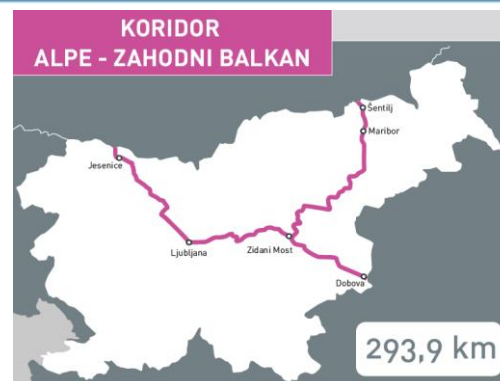 KORIDOR
ALPE - ZAHODNI BALKAN
Šentilj
Maribor
Jesenice
Ljubljana
Zidani Most
Dobova
293,9 km